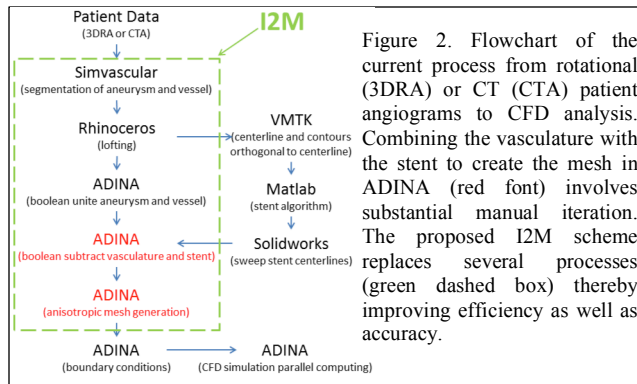 Patient Data
(3DRA or CTA)
I2M
Simvascular
(segmentation of aneurysm and vessel)
Rhinoceros
(lofting)
ADINA
(boolean unite aneurysm and vessel)
ADINA
(boolean subtract vasculature and stent)
ADINA
(anisotropic mesh generation)
ADINA
(boundary conditions)
VMTK
(centerline and contours
orthogonal to centerline)
Matlab
(stent algorithm)
Solidworks
(sweep stent centerlines)
ADINA
(CFD simulation parallel computing)
Figure 2. Flowchart of the
current process from rotational
(3DRA) or CT (CTA) patient
angiograms to CFD analysis.
Combining the vasculature with
the stent to create the mesh in
ADINA (red font) involves
substantial manual iteration.
The proposed I2M scheme
replaces several processes
(green dashed box) thereby
improving efficiency as well as
accuracy.